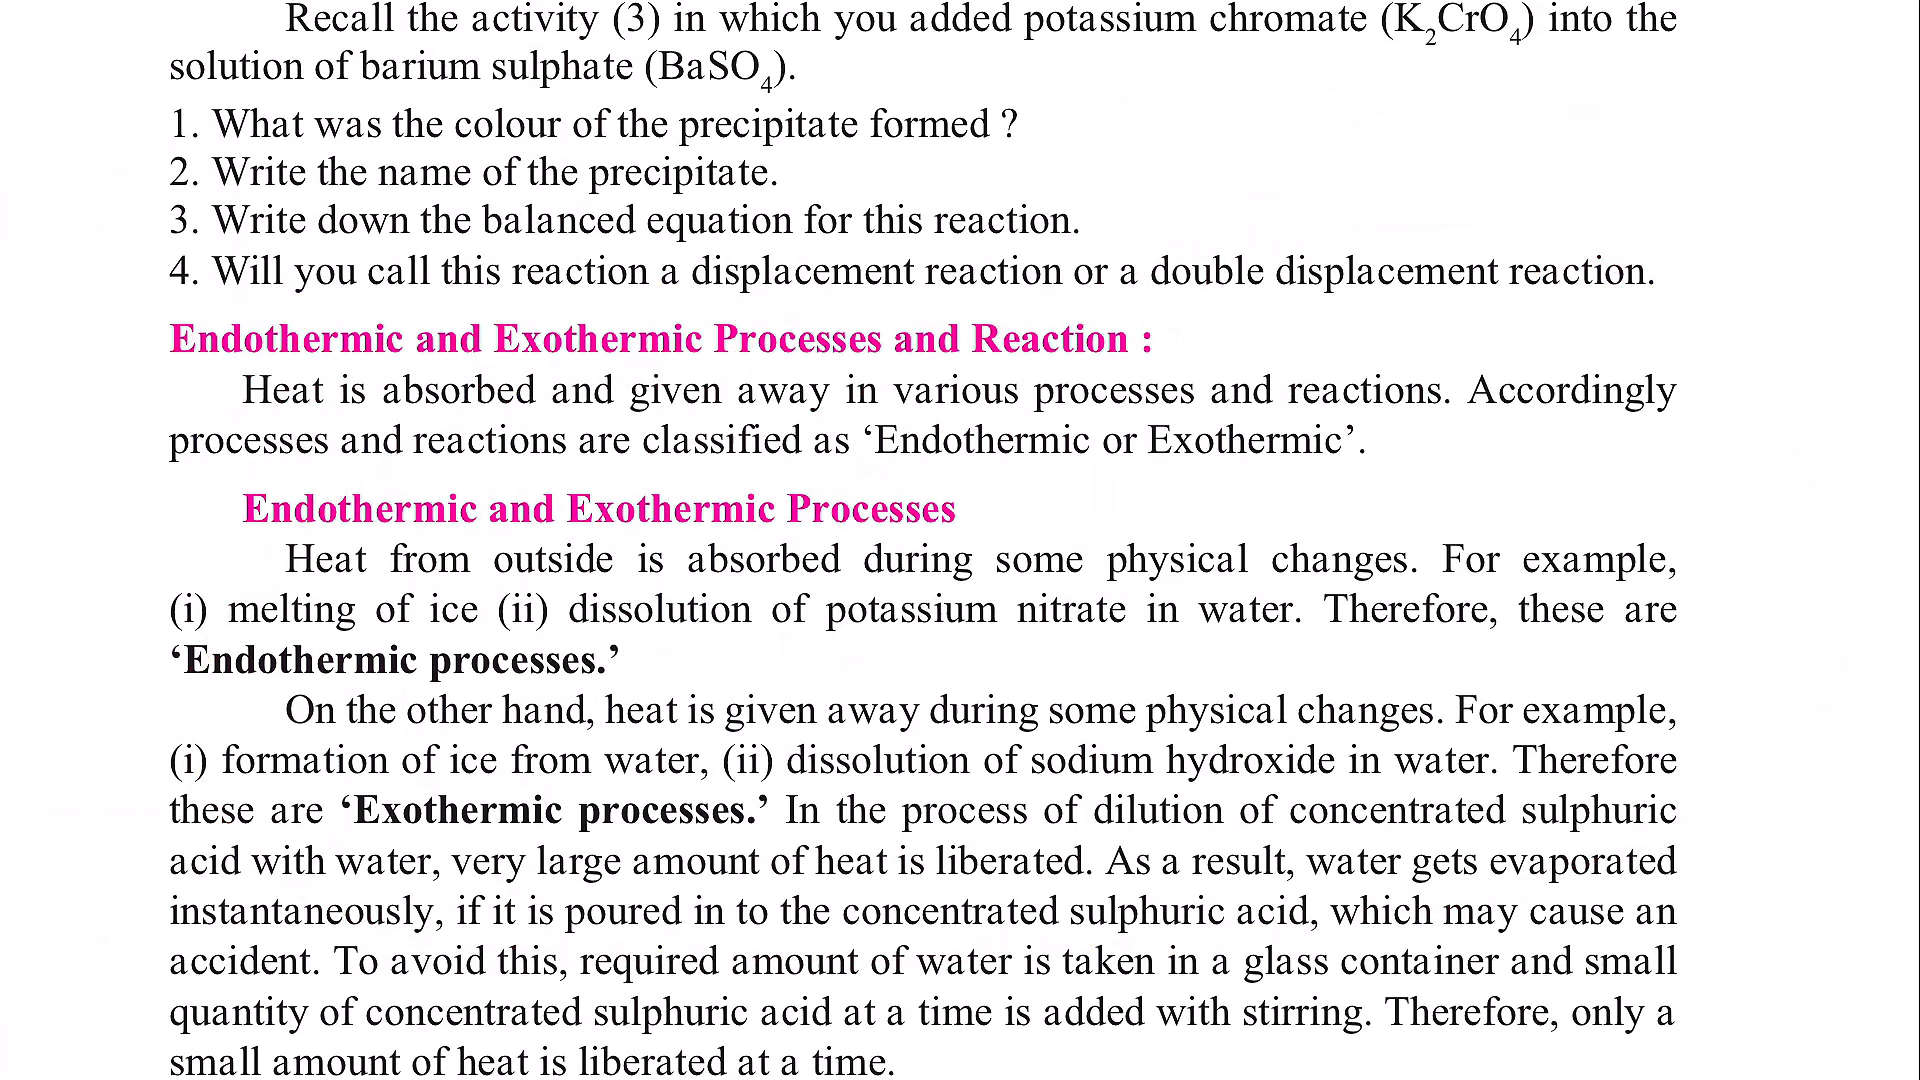 Recall the activity (3) in which you added potassium chromate (K₂CrO₄) into the
solution of barium sulphate (BaSO₄).
1. What was the colour of the precipitate formed ?
2. Write the name of the precipitate.
3. Write down the balanced equation for this reaction.
4. Will you call this reaction a displacement reaction or a double displacement reaction.
Endothermic and Exothermic Processes and Reaction :
Heat is absorbed and given away in various processes and reactions. Accordingly
processes and reactions are classified as ‘Endothermic or Exothermic’.
Endothermic and Exothermic Processes
Heat from outside is absorbed during some physical changes. For example,
(i) melting of ice (ii) dissolution of potassium nitrate in water. Therefore, these are
‘Endothermic processes.’
On the other hand, heat is given away during some physical changes. For example,
(i) formation of ice from water, (ii) dissolution of sodium hydroxide in water. Therefore
these are ‘Exothermic processes.’ In the process of dilution of concentrated sulphuric
acid with water, very large amount of heat is liberated. As a result, water gets evaporated
instantaneously, if it is poured in to the concentrated sulphuric acid, which may cause an
accident. To avoid this, required amount of water is taken in a glass container and small
quantity of concentrated sulphuric acid at a time is added with stirring. Therefore, only a
small amount of heat is liberated at a time.